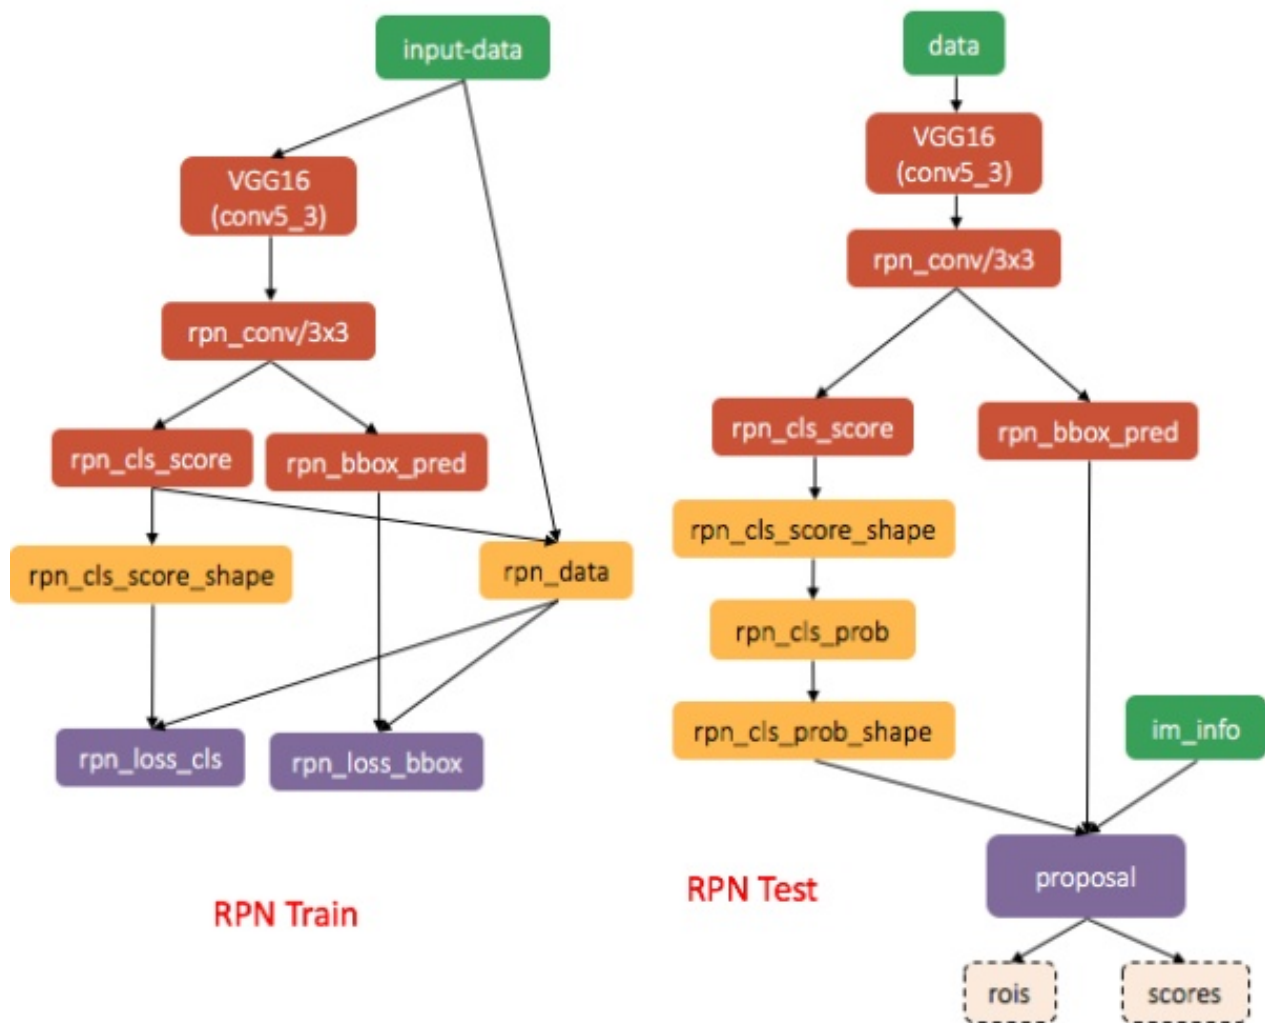 input-data
VGG16
(conv5_3)
rpn_conv/3x3
rpn_cls_score
rpn_bbox_pred
rpn_cls_score_shape
rpn_data
rpn_loss_cls
rpn_loss_bbox
RPN Train
data
VGG16
(conv5_3)
rpn_conv/3x3
rpn_cls_score
rpn_bbox_pred
rpn_cls_score_shape
rpn_cls_prob
rpn_cls_prob_shape
im_info
proposal
RPN Test
rois
scores